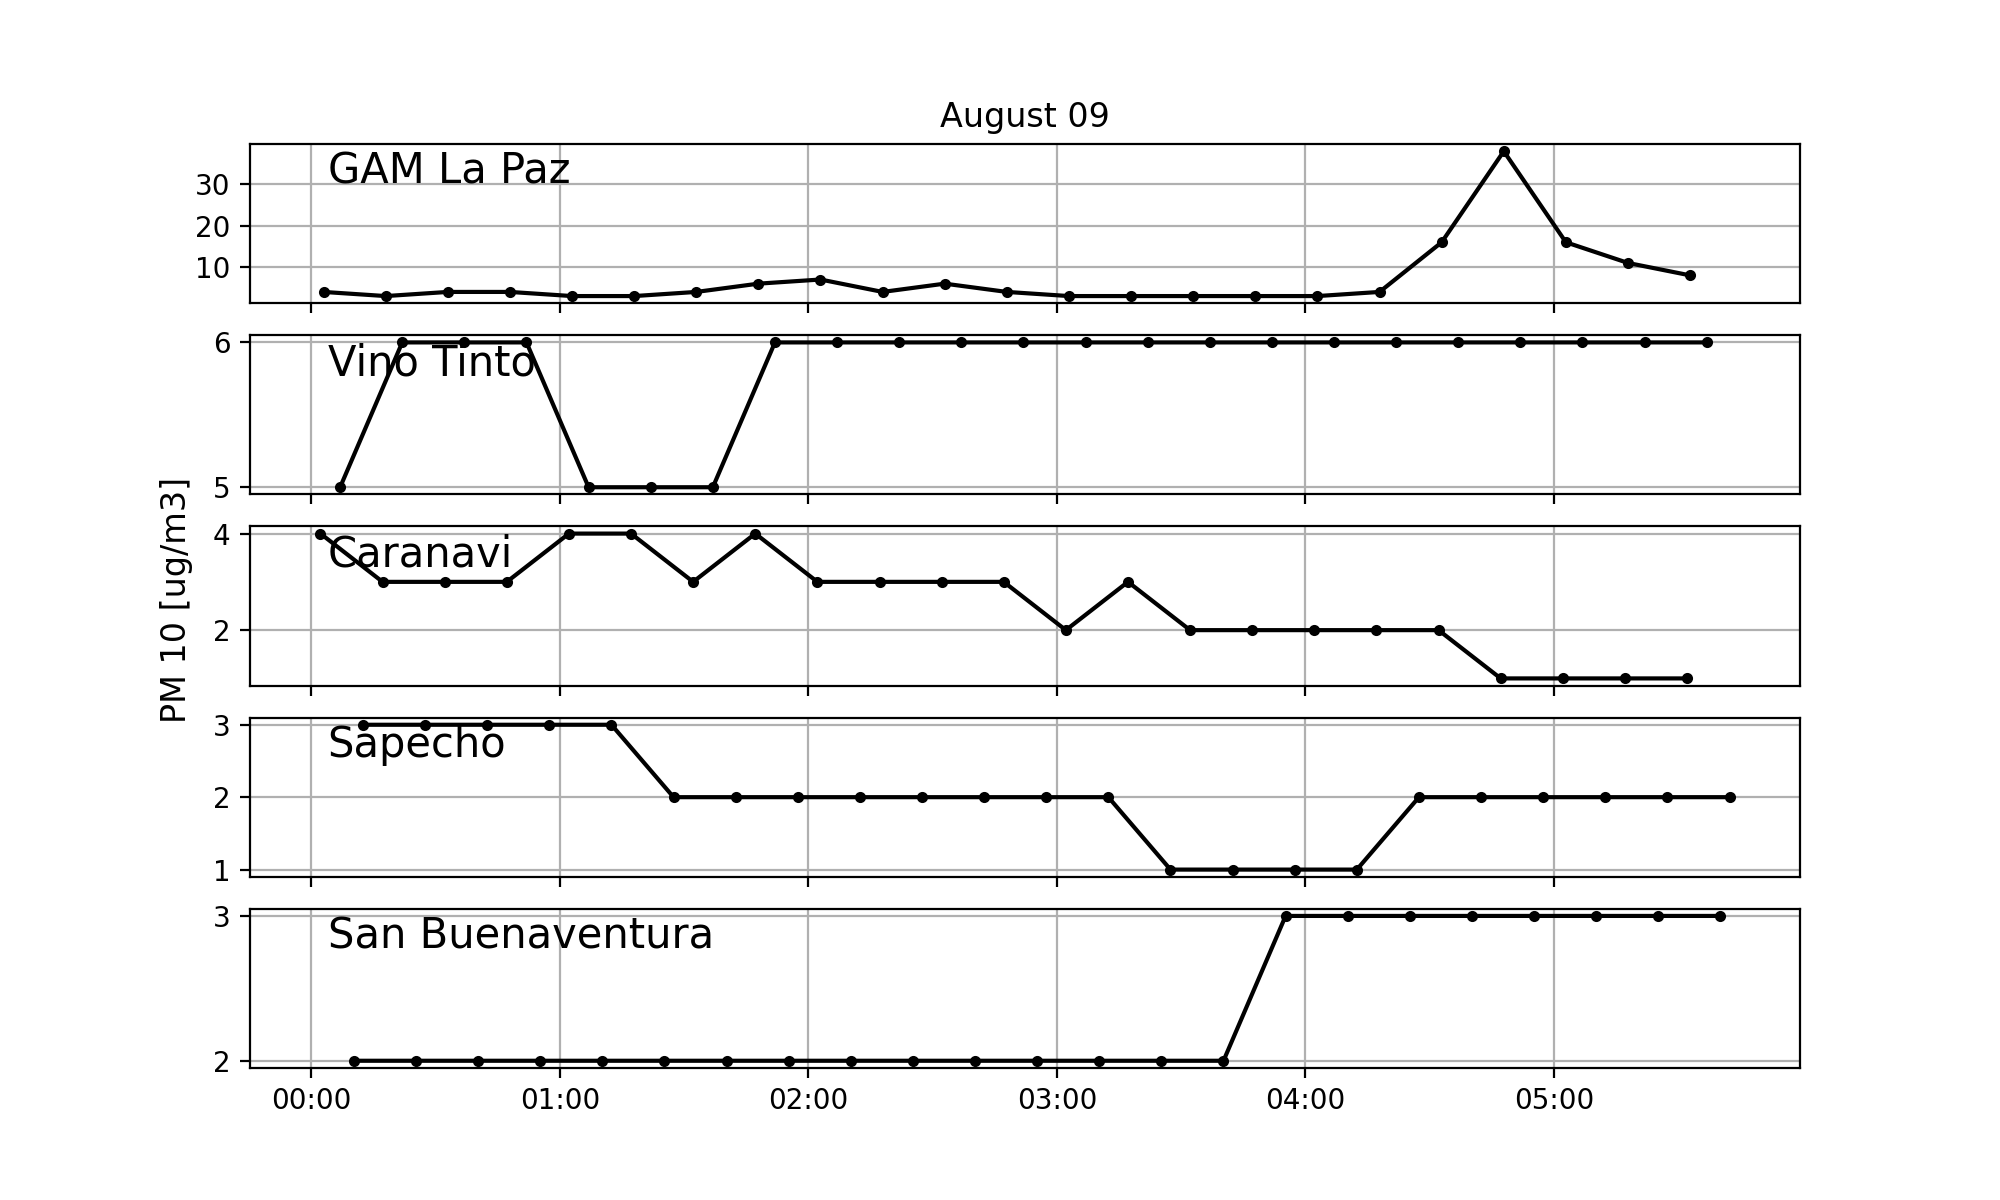 August 09
GAM La Paz
30
20
10
Vino Tinto
6
5
PM 10 [ug/m3]
Caranavi
4
2
Sapecho
3
2
1
San Buenaventura
3
2
00:00 01:00 02:00 03:00 04:00 05:00